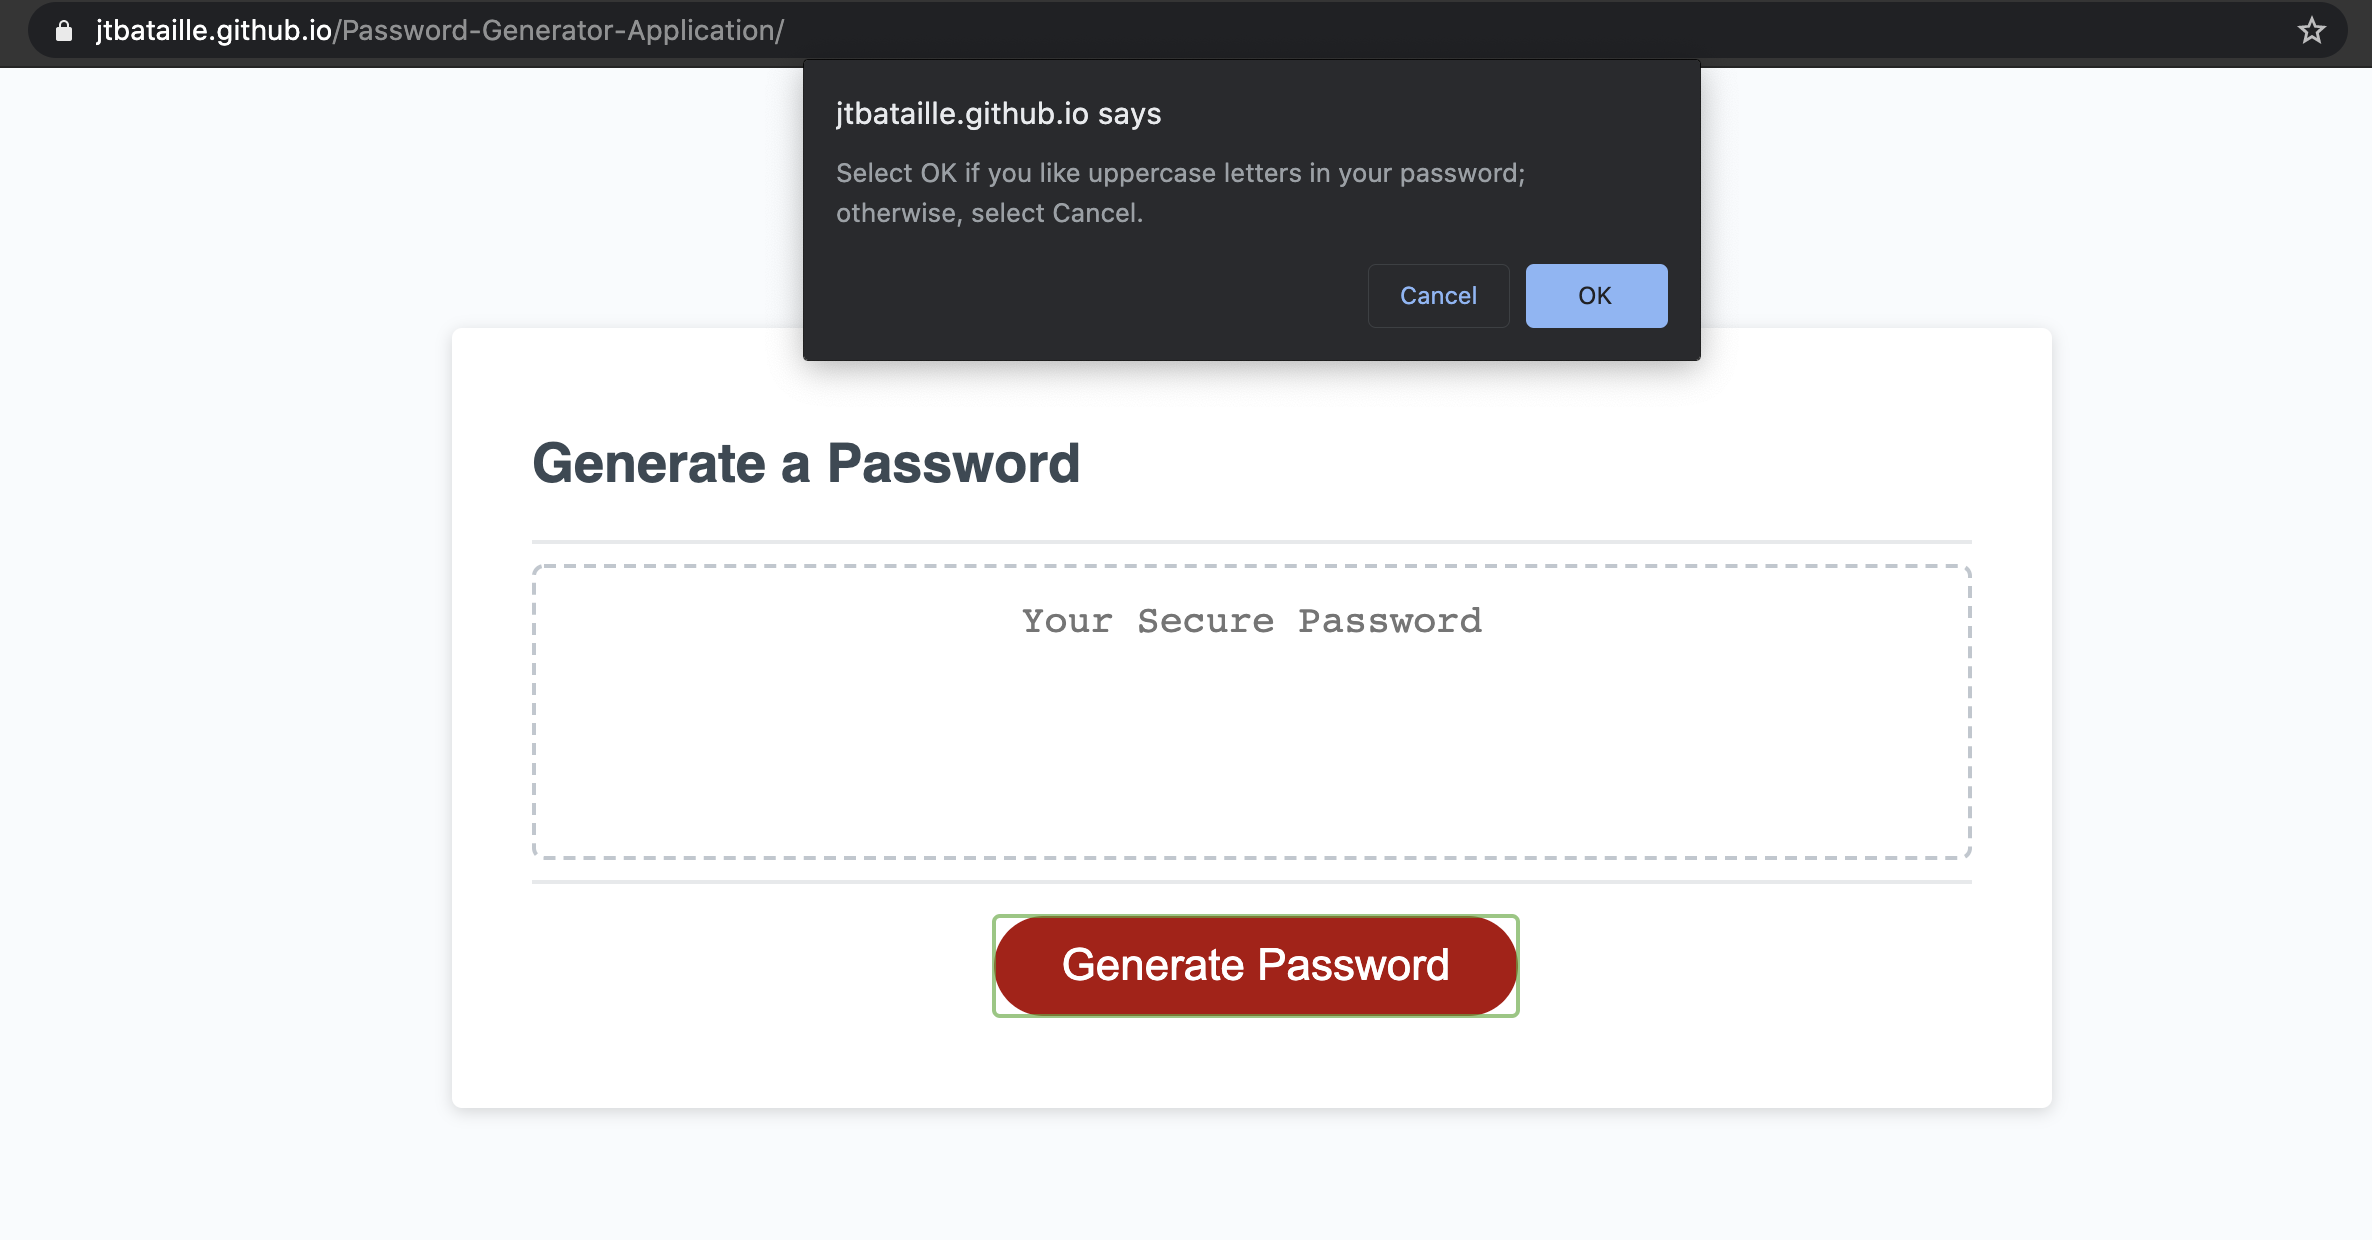 jtbataille.github.io/Password-Generator-Application/
jtbataille.github.io says
Select OK if you like uppercase letters in your password;
otherwise, select Cancel.
Cancel
OK
Generate a Password
Your Secure Password
Generate Password